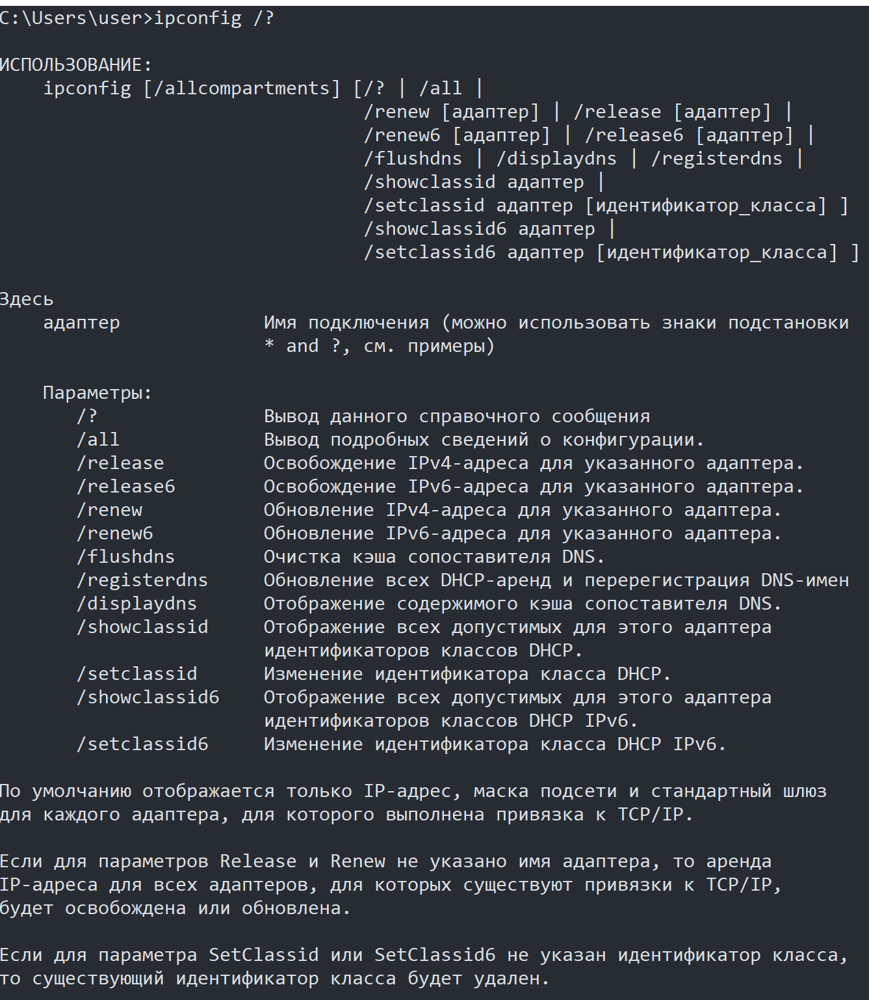 C:\Users\user>ipconfig /?
ИСПОЛЬЗОВАНИЕ:
ipconfig [/allcompartments] [/? | /all |
/renew [адаптер] | /release [адаптер] |
/renew6 [адаптер] | /release6 [адаптер] |
/flushdns | /displaydns | /registerdns |
/showclassid адаптер |
/setclassid адаптер [идентификатор_класса] ]
/showclassid6 адаптер |
/setclassid6 адаптер [идентификатор_класса] ]
Здесь
адаптер Имя подключения (можно использовать знаки подстановки
* and ?, см. примеры)
Параметры:
/? Вывод данного справочного сообщения
/all Вывод подробных сведений о конфигурации.
/release Освобождение IPv4-адреса для указанного адаптера.
/release6 Освобождение IPv6-адреса для указанного адаптера.
/renew Обновление IPv4-адреса для указанного адаптера.
/renew6 Обновление IPv6-адреса для указанного адаптера.
/flushdns Очистка кэша сопоставителя DNS.
/registerdns Обновление всех DHCP-аренд и перерегистрация DNS-имен
/displaydns Отображение содержимого кэша сопоставителя DNS.
/showclassid Отображение всех допустимых для этого адаптера
идентификаторов классов DHCP.
/setclassid Изменение идентификатора класса DHCP.
/showclassid6 Отображение всех допустимых для этого адаптера
идентификаторов классов DHCP IPv6.
/setclassid6 Изменение идентификатора класса DHCP IPv6.
По умолчанию отображается только IP-адрес, маска подсети и стандартный шлюз
для каждого адаптера, для которого выполнена привязка к TCP/IP.
Если для параметров Release и Renew не указано имя адаптера, то аренда
IP-адреса для всех адаптеров, для которых существуют привязки к TCP/IP,
будет освобождена или обновлена.
Если для параметра SetClassid или SetClassid6 не указан идентификатор класса,
то существующий идентификатор класса будет удален.